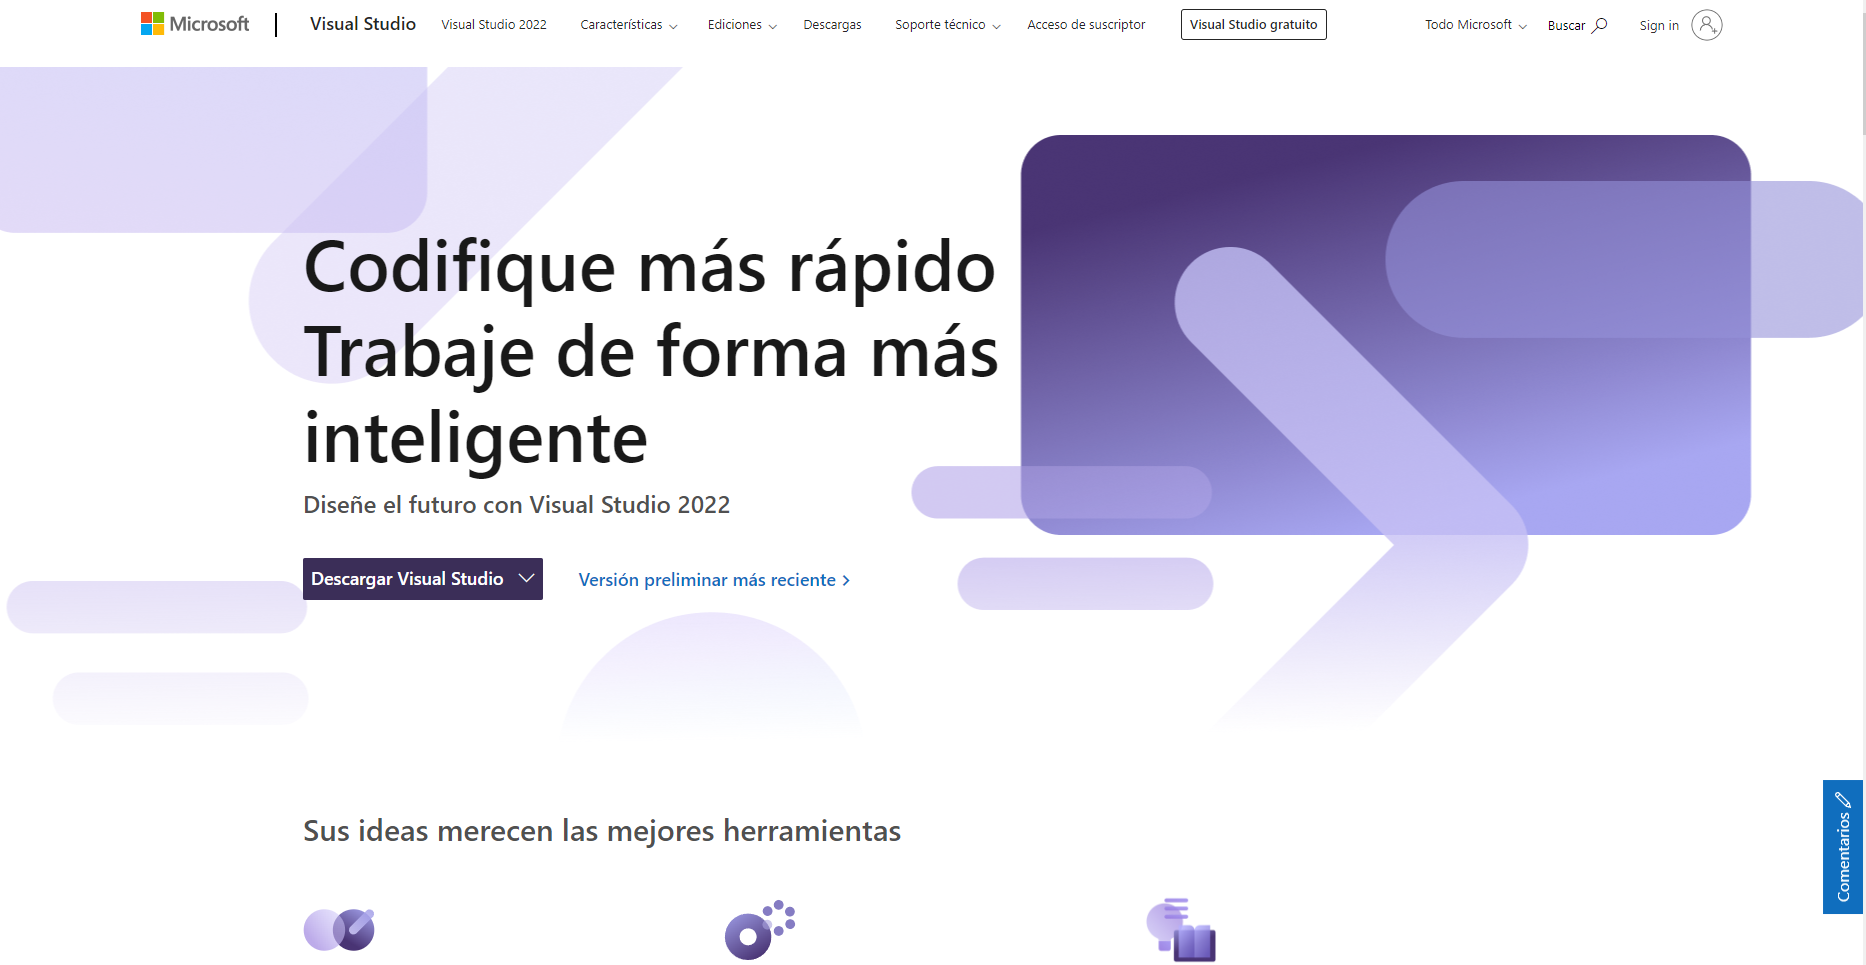 Microsoft
Visual Studio
Visual Studio 2022
Características
Ediciones
Descargas
Soporte técnico
Acceso de suscriptor
Visual Studio gratuito
Todo Microsoft
Buscar
Sign in
Codifique más rápido
Trabaje de forma más
inteligente
Diseñe el futuro con Visual Studio 2022
Descargar Visual Studio
Versión preliminar más reciente
Comentarios
Sus ideas merecen las mejores herramientas